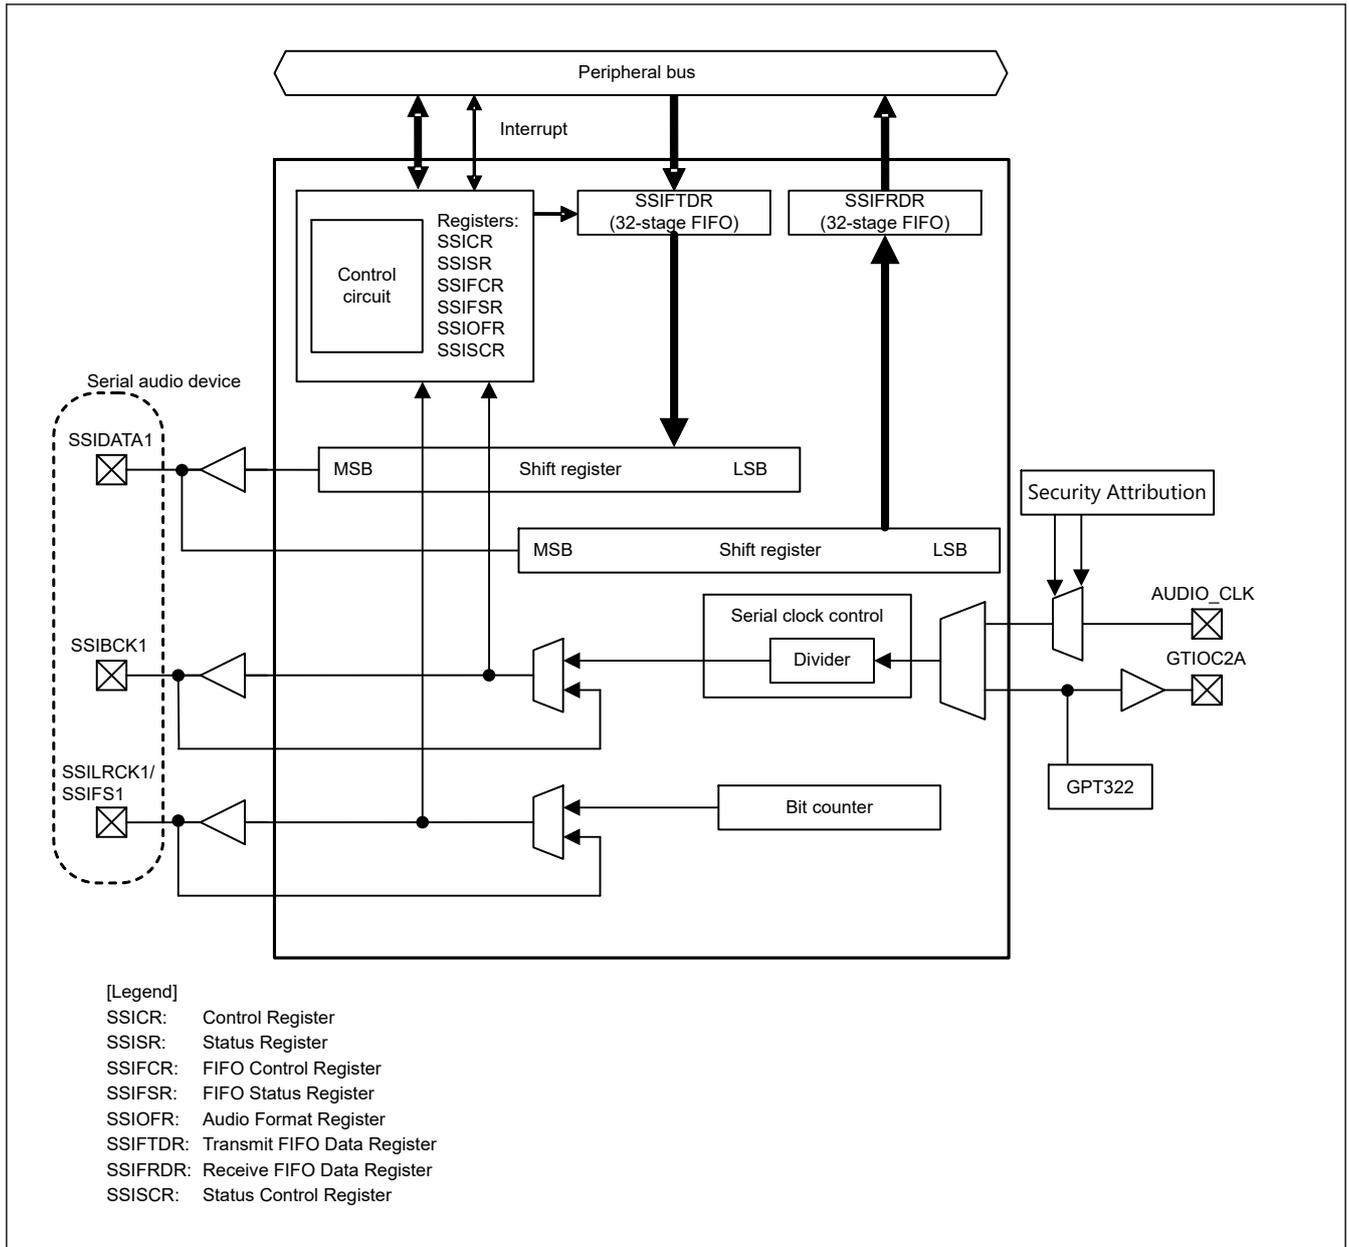 Peripheral bus
Interrupt
SSIFTDR
(32-stage FIFO)
SSIFRDR
(32-stage FIFO)
Registers:
SSICR
SSISR
SSIFCR
SSIFSR
SSIOFR
SSISCR
Control
circuit
Serial audio device
SSIDATA1
MSB Shift register LSB
Security Attribution
MSB Shift register LSB
AUDIO_CLK
Serial clock control
SSIBCK1
Divider
GTIOC2A
SSILRCK1/
SSIFS1
GPT322
Bit counter
[Legend]
SSICR: Control Register
SSISR: Status Register
SSIFCR: FIFO Control Register
SSIFSR: FIFO Status Register
SSIOFR: Audio Format Register
SSIFTDR: Transmit FIFO Data Register
SSIFRDR: Receive FIFO Data Register
SSISCR: Status Control Register